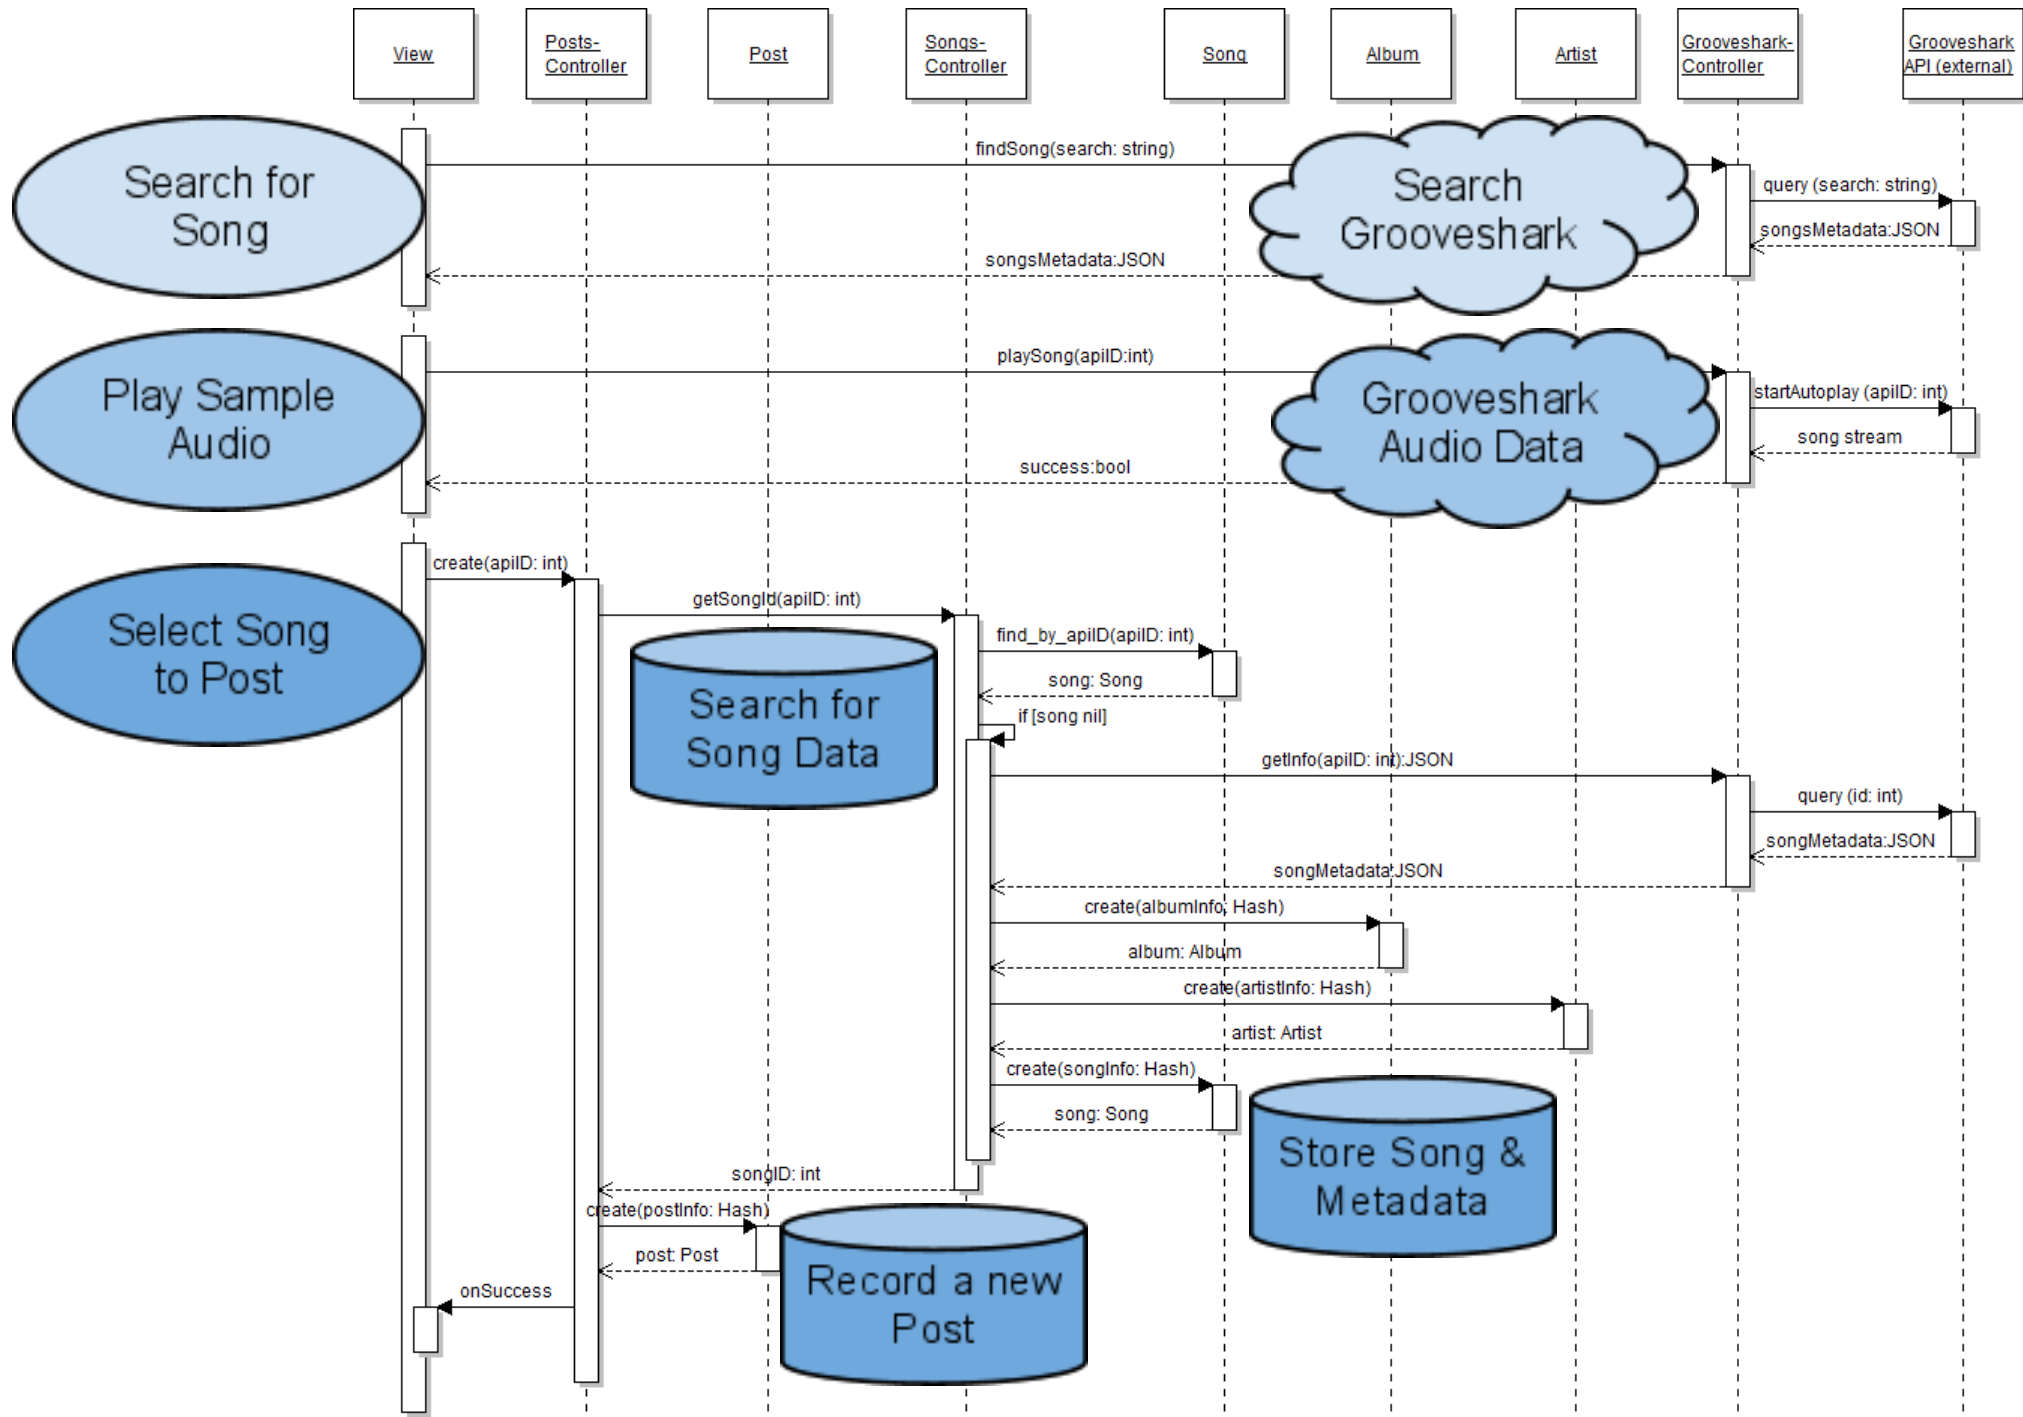 View
Posts-
Controller
Post
Songs-
Controller
Song
Album
Artist
Grooveshark-
Controller
Grooveshark
API (external)
Search for
Song
findSong(search: string)
Search
Grooveshark
query (search: string)
songsMetadata:JSON
songsMetadata:JSON
Play Sample
Audio
playSong(apiID:int)
Grooveshark
Audio Data
startAutoplay (apiID: int)
song stream
success:bool
Select Song
to Post
create(apiID: int)
getSongId(apiID: int)
Search for
Song Data
find_by_apiID(apiID: int)
song: Song
if [song nil]
getInfo(apiID: int):JSON
query (id: int)
songMetadata:JSON
songMetadata:JSON
create(albumInfo: Hash)
album: Album
create(artistInfo: Hash)
artist: Artist
create(songInfo: Hash)
song: Song
Store Song &
Metadata
songID: int
create(postInfo: Hash)
post: Post
Record a new
Post
onSuccess